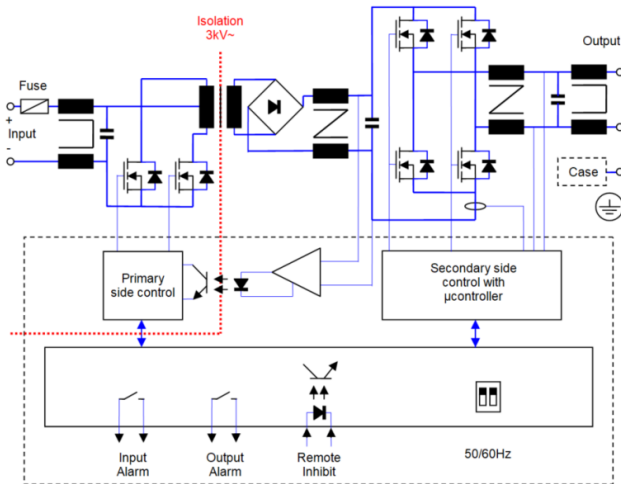 Isolation
3kV~
Fuse
+
Input
-
Output
Case
Primary
side control
Secondary side
control with
µcontroller
Input
Alarm
Output
Alarm
Remote
Inhibit
50/60Hz